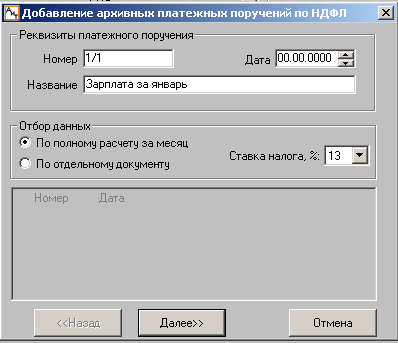 Добавление архивных платежных поручений по НДФЛ
Реквизиты платежного поручения
Номер 1/1 Дата 00.00.0000
Название Зарплата за январь
Отбор данных
По полному расчету за месяц
Ставка налога, %: 13
По отдельному документу
Номер Дата
<<Назад Далее>> Отмена